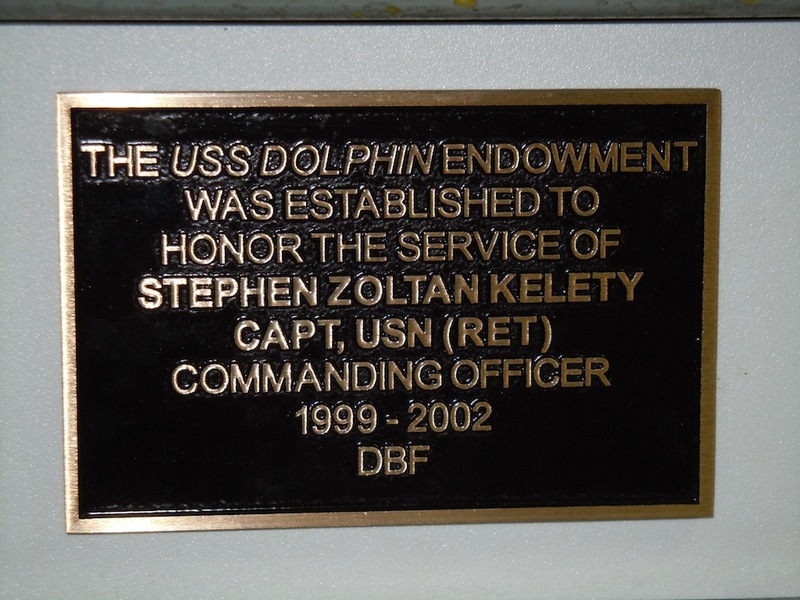 THE USS DOLPHIN ENDOWMENT
WAS ESTABLISHED TO
HONOR THE SERVICE OF
STEPHEN ZOLTAN KELETY
CAPT, USN (RET)
COMMANDING OFFICER
1999 - 2002
DBF